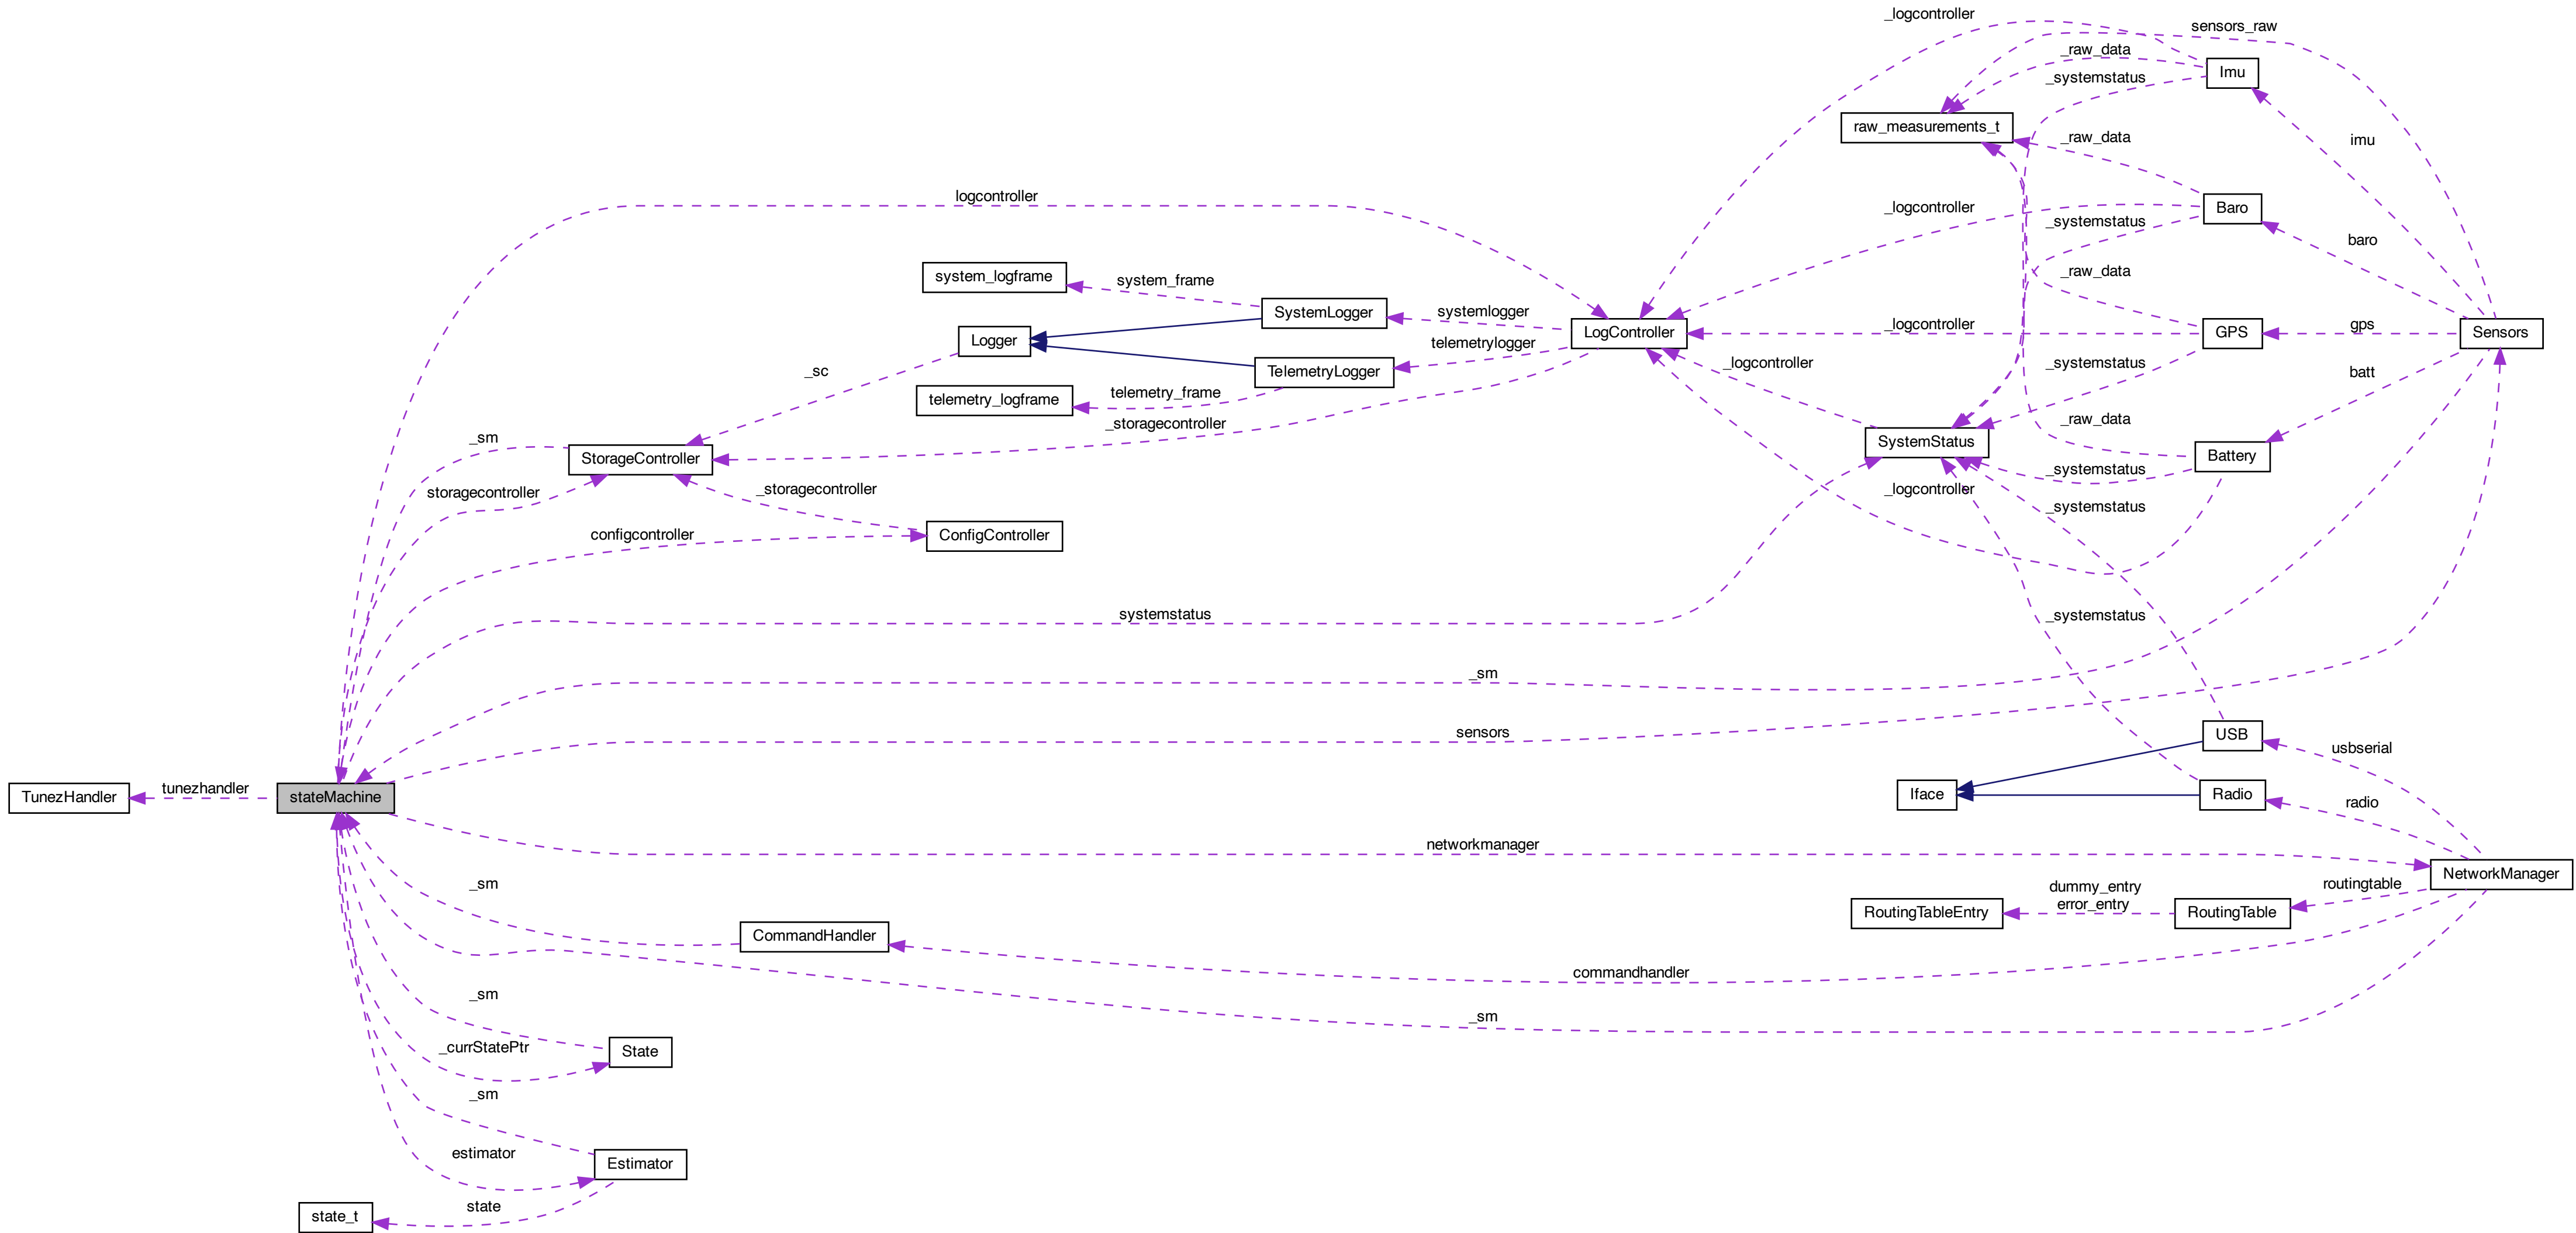 _logcontroller
sensors_raw
_raw_data
Imu
_systemstatus
raw_measurements_t
_raw_data
imu
logcontroller
_logcontroller
Baro
_systemstatus
baro
system_logframe
system_frame
_raw_data
SystemLogger
systemlogger
Logger
LogController
_logcontroller
GPS
gps
Sensors
telemetrylogger
_sc
TelemetryLogger
_logcontroller
_systemstatus
batt
telemetry_logframe
telemetry_frame
_storagecontroller
_raw_data
_sm
SystemStatus
StorageController
Battery
_systemstatus
storagecontroller
_storagecontroller
_logcontroller
_systemstatus
configcontroller
ConfigController
systemstatus
_systemstatus
_sm
sensors
USB
usbserial
TunezHandler
tunezhandler
stateMachine
Iface
Radio
radio
networkmanager
NetworkManager
_sm
dummy_entry
error_entry
routingtable
RoutingTableEntry
RoutingTable
CommandHandler
commandhandler
_sm
_sm
_currStatePtr
State
_sm
estimator
Estimator
state
state_t